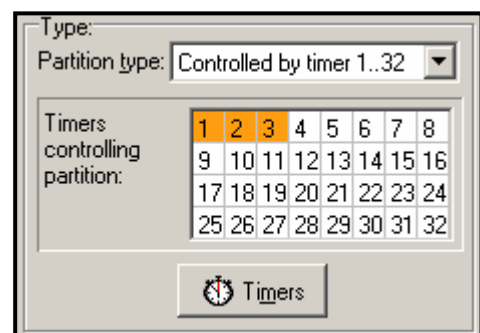 Type:
Partition type: Controlled by timer 1..32
Timers
controlling
partition:
1 2 3 4 5 6 7 8
9 10 11 12 13 14 15 16
17 18 19 20 21 22 23 24
25 26 27 28 29 30 31 32
Timers